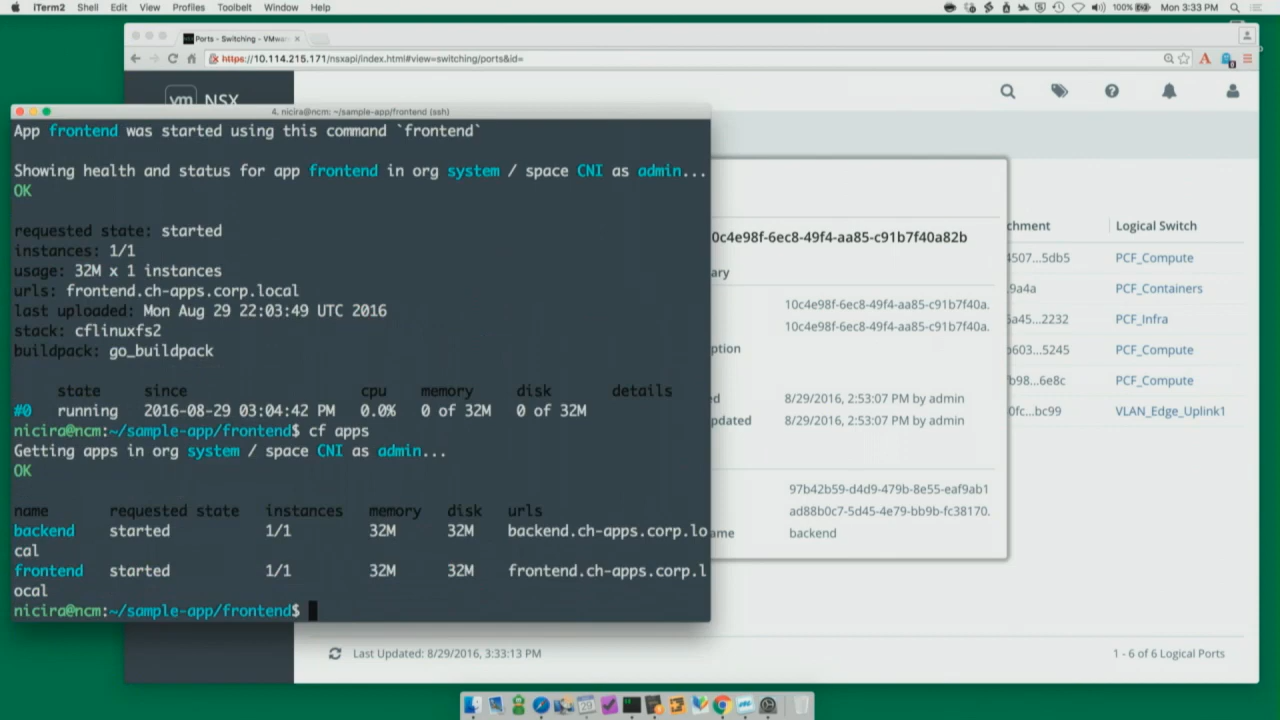 iTerm2 Shell Edit View Profiles Toolbelt Window Help
100% Mon 3:33 PM
Ports - Switching - VMwar
https://10.114.215.171/nsxapi/index.html#view=switching/ports&id=
vm NSX
4. nicira@ncm: ~/sample-app/frontend (ssh)
App frontend was started using this command `frontend`
Showing health and status for app frontend in org system / space CNI as admin...
OK
requested state: started
instances: 1/1
usage: 32M x 1 instances
urls: frontend.ch-apps.corp.local
last uploaded: Mon Aug 29 22:03:49 UTC 2016
stack: cflinuxfs2
buildpack: go_buildpack
state since cpu memory disk details
#0 running 2016-08-29 03:04:42 PM 0.0% 0 of 32M 0 of 32M
nicira@ncm:~/sample-app/frontend$ cf apps
Getting apps in org system / space CNI as admin...
OK
name requested state instances memory disk urls
backend started 1/1 32M 32M backend.ch-apps.corp.lo
cal
frontend started 1/1 32M 32M frontend.ch-apps.corp.l
ocal
nicira@ncm:~/sample-app/frontend$
0c4e98f-6ec8-49f4-aa85-c91b7f40a82b
ary
10c4e98f-6ec8-49f4-aa85-c91b7f40a.
10c4e98f-6ec8-49f4-aa85-c91b7f40a.
ption
ed 8/29/2016, 2:53:07 PM by admin
pdated 8/29/2016, 2:53:07 PM by admin
97b42b59-d4d9-479b-8e55-eaf9ab1
ad88b0c7-5d45-4e79-bb9b-fc38170.
me backend
chment Logical Switch
4507...5db5 PCF_Compute
.9a4a PCF_Containers
5a45...2232 PCF_Infra
b603...5245 PCF_Compute
fb98...6e8c PCF_Compute
0fc...bc99 VLAN_Edge_Uplink1
Last Updated: 8/29/2016, 3:33:13 PM
1 - 6 of 6 Logical Ports